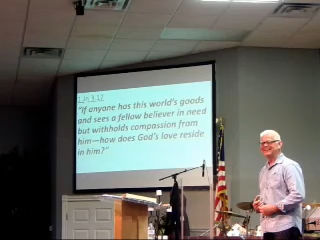 1 Jn 3:17
"If anyone has this world's goods
and sees a fellow believer in need
but withholds compassion from
him—how does God's love reside
in him?"